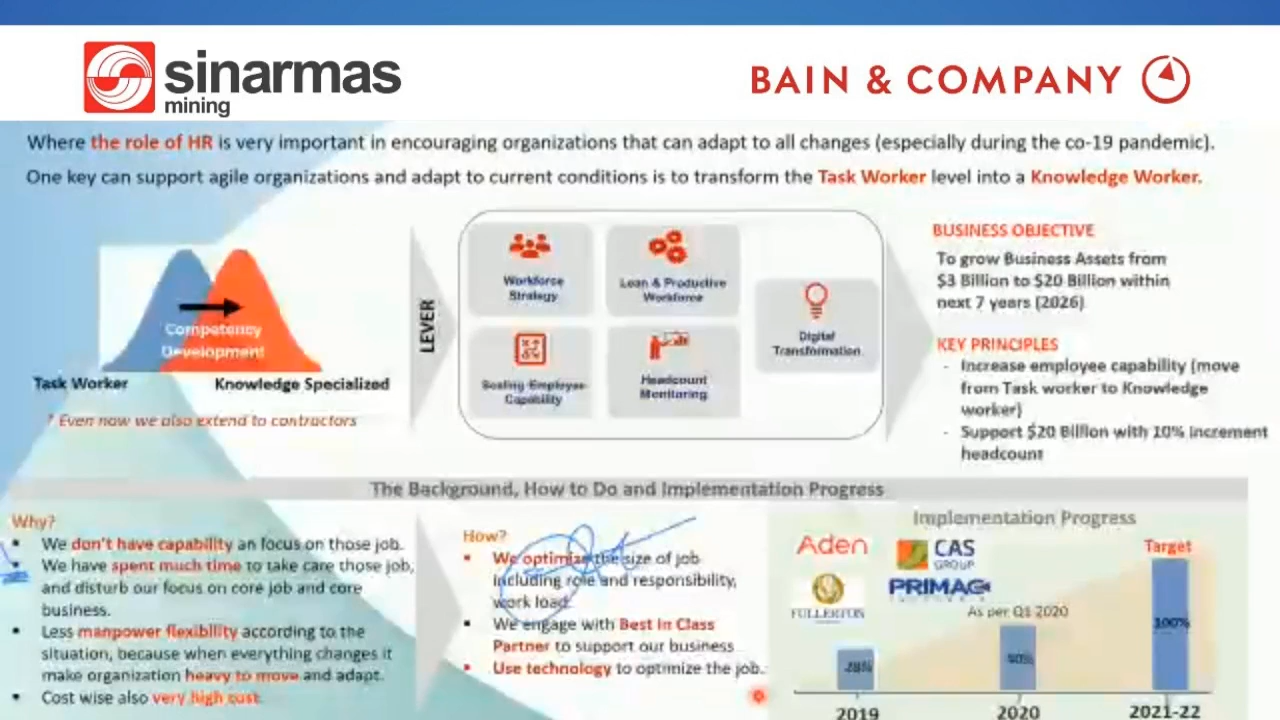 sinarmas
mining
BAIN & COMPANY
Where the role of HR is very important in encouraging organizations that can adapt to all changes (especially during the co-19 pandemic).
One key can support agile organizations and adapt to current conditions is to transform the Task Worker level into a Knowledge Worker.
Competency
Development
Task Worker
Knowledge Specialized
* Even now we also extend to contractors
LEVER
Workforce
Strategy
Lean & Productive
Workforce
Scaling Employee
Capability
Headcount
Monitoring
Digital
Transformation
BUSINESS OBJECTIVE
To grow Business Assets from
$3 Billion to $20 Billion within
next 7 years (2026)
KEY PRINCIPLES
- Increase employee capability (move
from Task worker to Knowledge
worker)
- Support $20 Billion with 10% increment
headcount
The Background, How to Do and Implementation Progress
Why?
▪ We don't have capability an focus on those job.
▪ We have spent much time to take care those job,
and disturb our focus on core job and core
business.
▪ Less manpower flexibility according to the
situation, because when everything changes it
make organization heavy to move and adapt.
▪ Cost wise also very high cost.
How?
▪ We optimize the size of job
including role and responsibility,
work load.
▪ We engage with Best In Class
Partner to support our business
▪ Use technology to optimize the job.
Implementation Progress
Aden
CAS
GROUP
FULLERTON
PRIMAC
As per Q1 2020
Target
50%
100%
2019
2020
2021-22